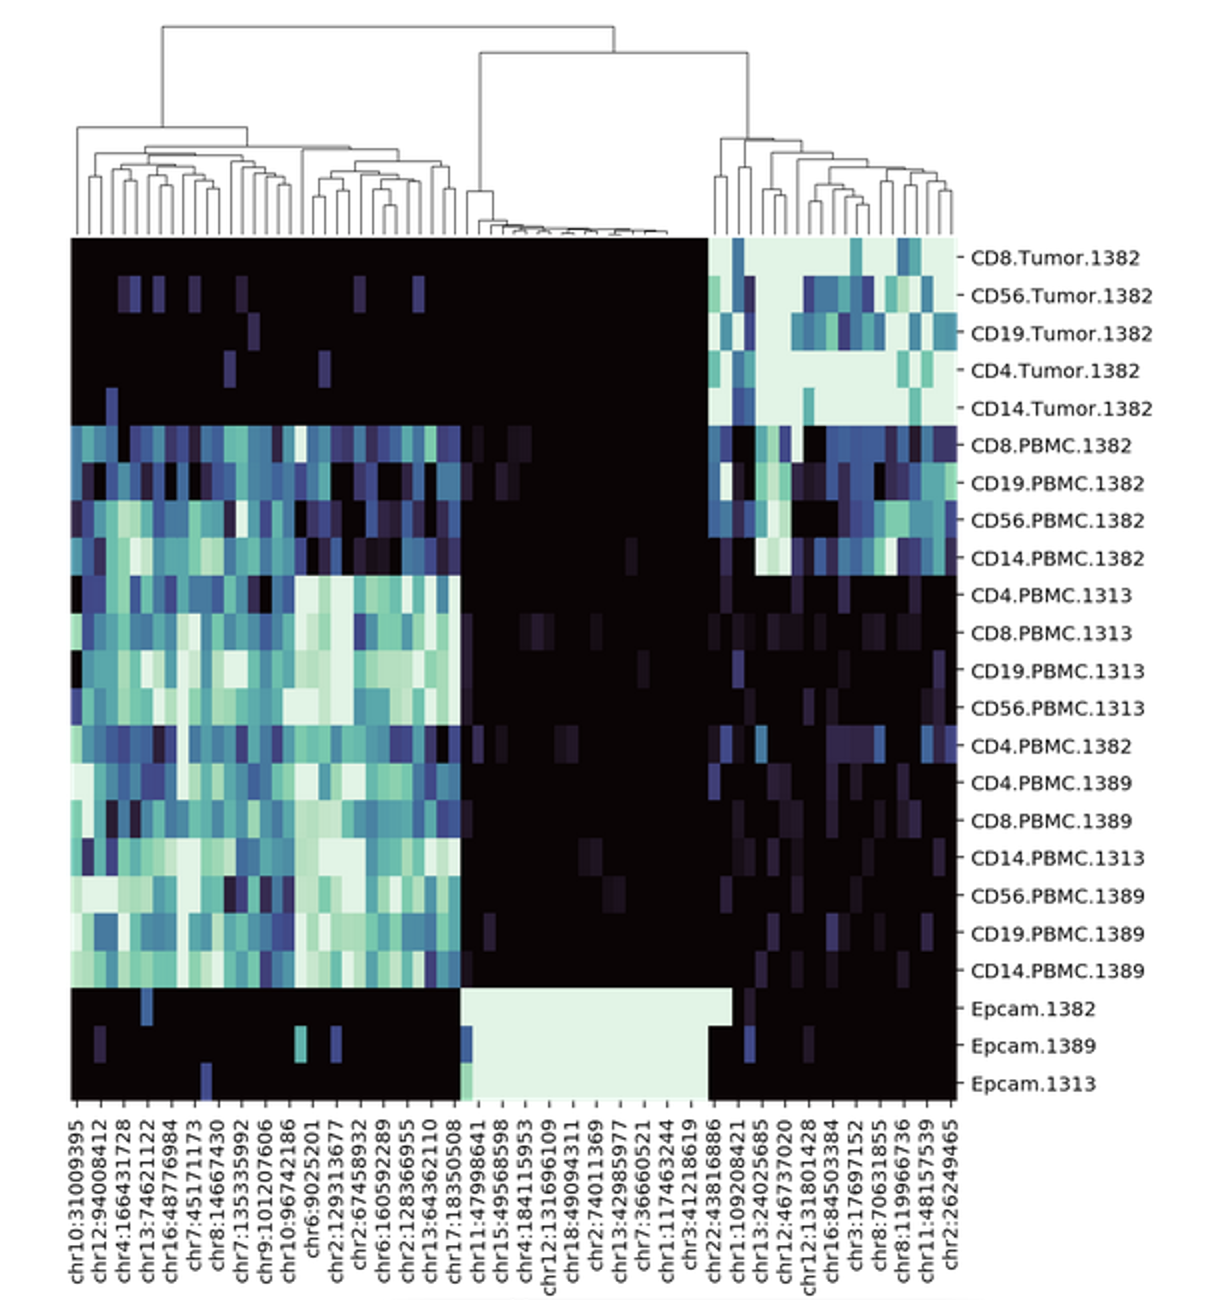 CD8.Tumor.1382
CD56.Tumor.1382
CD19.Tumor.1382
CD4.Tumor.1382
CD14.Tumor.1382
CD8.PBMC.1382
CD19.PBMC.1382
CD56.PBMC.1382
CD14.PBMC.1382
CD4.PBMC.1313
CD8.PBMC.1313
CD19.PBMC.1313
CD56.PBMC.1313
CD4.PBMC.1382
CD4.PBMC.1389
CD8.PBMC.1389
CD14.PBMC.1313
CD56.PBMC.1389
CD19.PBMC.1389
CD14.PBMC.1389
Epcam.1382
Epcam.1389
Epcam.1313
chr10:31009395
chr12:94008412
chr4:166431728
chr13:74621122
chr16:48776984
chr7:45171173
chr8:14667430
chr7:135335992
chr9:101207606
chr10:96742186
chr6:9025201
chr2:129313677
chr2:67458932
chr6:160592289
chr2:128366955
chr13:64362110
chr17:18350508
chr11:47998641
chr15:49568598
chr4:184115953
chr12:131696109
chr18:49094311
chr2:74011369
chr13:42985977
chr7:36660521
chr1:117463244
chr3:41218619
chr22:43816886
chr1:109208421
chr13:24025685
chr12:46737020
chr12:113801428
chr16:84503384
chr3:17697152
chr8:70631855
chr8:119966736
chr11:48157539
chr2:226249465